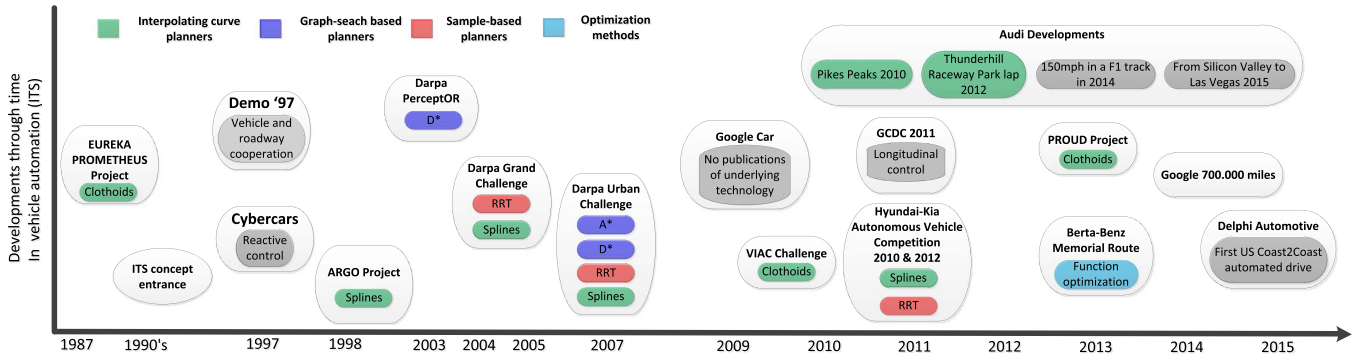 Interpolating curve
planners
Graph-seach based
planners
Sample-based
planners
Optimization
methods
Developments through time
In vehicle automation (ITS)
EUREKA
PROMETHEUS
Project
Clothoids
ITS concept
entrance
Demo ‘97
Vehicle and
roadway
cooperation
Cybercars
Reactive
control
ARGO Project
Splines
Darpa
PerceptOR
D*
Darpa Grand
Challenge
RRT
Splines
Darpa Urban
Challenge
A*
D*
RRT
Splines
Google Car
No publications
of underlying
technology
VIAC Challenge
Clothoids
Audi Developments
Pikes Peaks 2010
Thunderhill
Raceway Park lap
2012
150mph in a F1 track
in 2014
From Silicon Valley to
Las Vegas 2015
GCDC 2011
Longitudinal
control
Hyundai-Kia
Autonomous Vehicle
Competition
2010 & 2012
Splines
RRT
PROUD Project
Clothoids
Berta-Benz
Memorial Route
Function
optimization
Google 700.000 miles
Delphi Automotive
First US Coast2Coast
automated drive
1987 1990's 1997 1998 2003 2004 2005 2007 2009 2010 2011 2012 2013 2014 2015